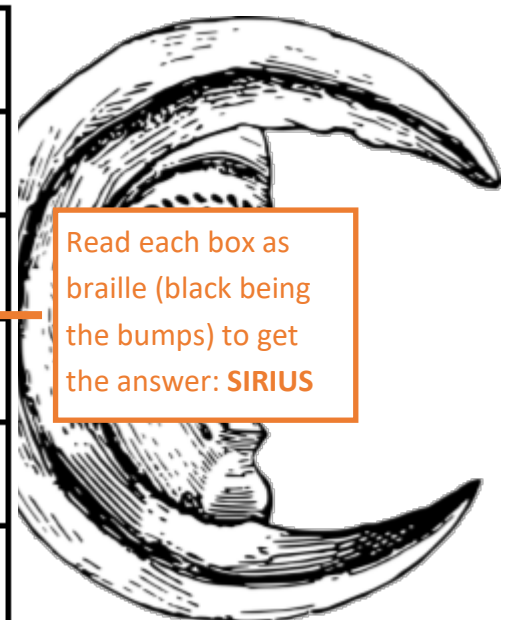 Read each box as
braille (black being
the bumps) to get
the answer: SIRIUS